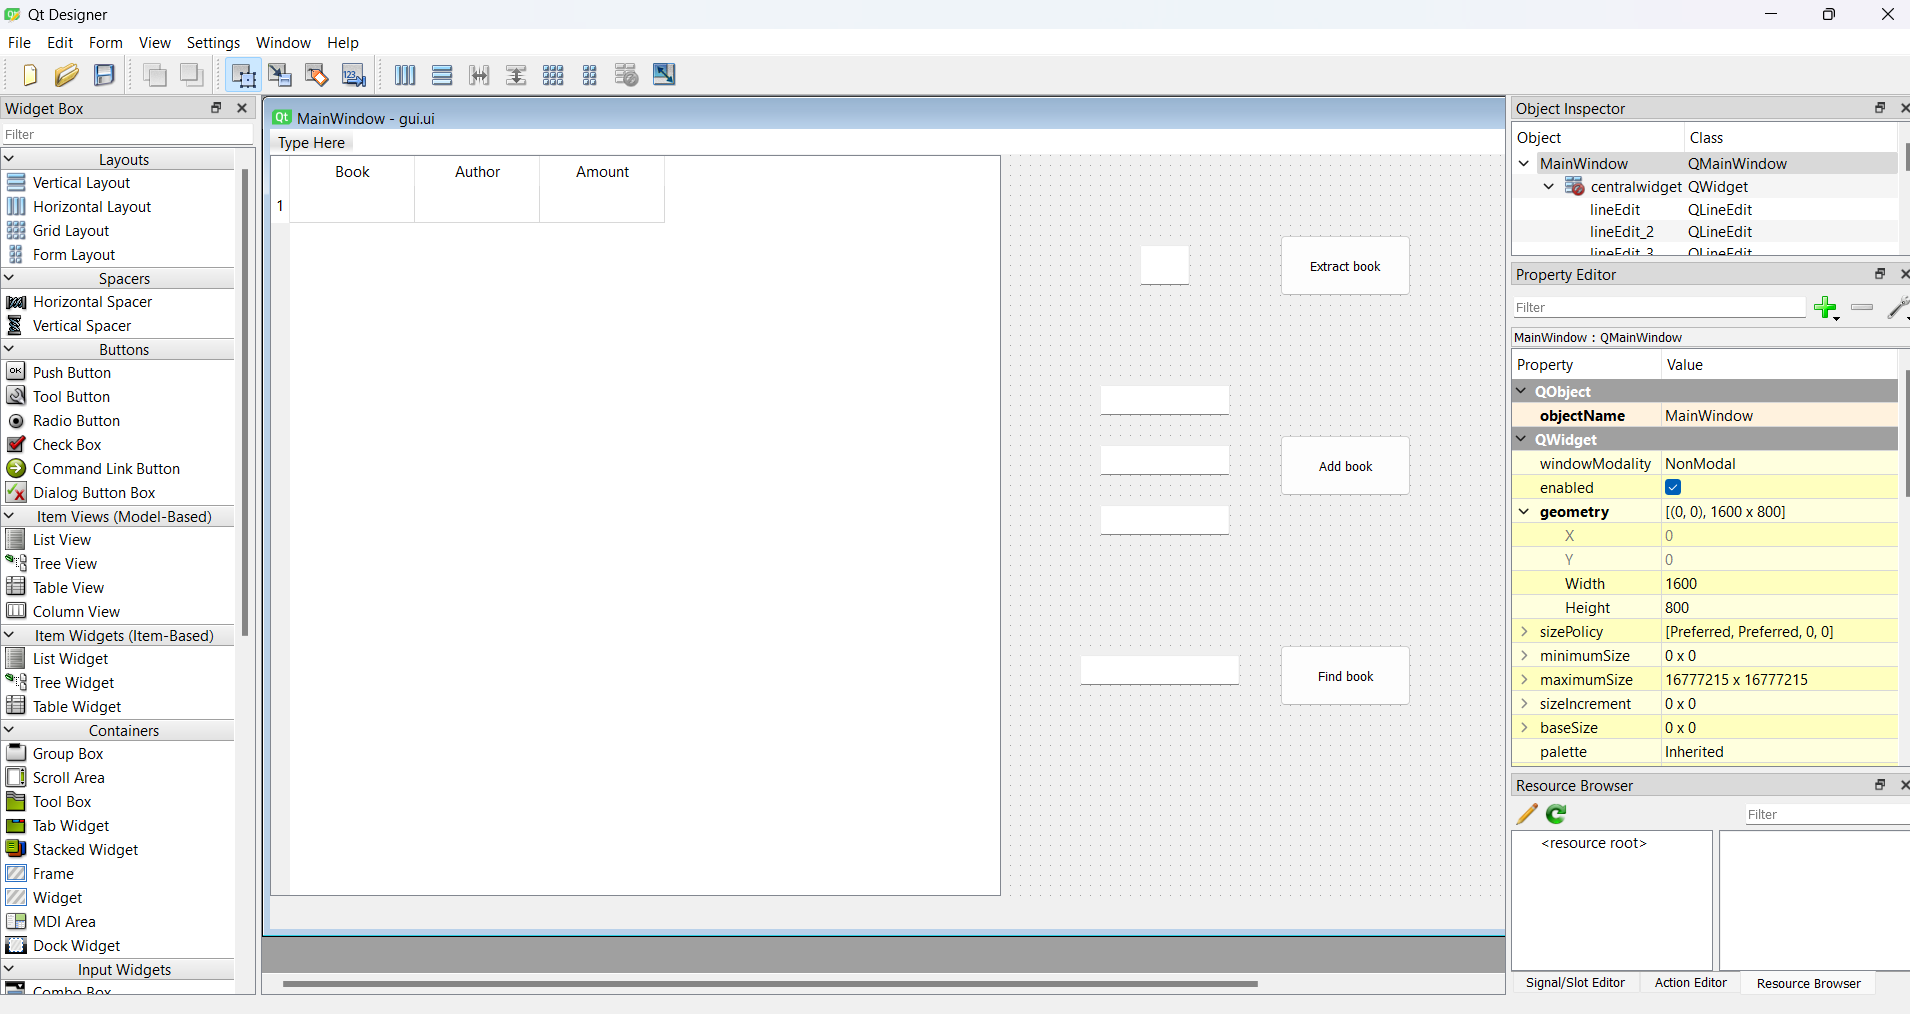 Qt Designer
File Edit Form View Settings Window Help
Widget Box
Filter
Layouts
Vertical Layout
Horizontal Layout
Grid Layout
Form Layout
Spacers
Horizontal Spacer
Vertical Spacer
Buttons
OK Push Button
Tool Button
Radio Button
Check Box
Command Link Button
Dialog Button Box
Item Views (Model-Based)
List View
Tree View
Table View
Column View
Item Widgets (Item-Based)
List Widget
Tree Widget
Table Widget
Containers
Group Box
Scroll Area
Tool Box
Tab Widget
Stacked Widget
Frame
Widget
MDI Area
Dock Widget
Input Widgets
Combo Box
Qt MainWindow - gui.ui
Type Here
Book Author Amount
1
Extract book
Add book
Find book
Object Inspector
Object Class
MainWindow QMainWindow
centralwidget QWidget
lineEdit QLineEdit
lineEdit_2 QLineEdit
lineEdit_3 QLineEdit
Property Editor
Filter
MainWindow : QMainWindow
Property Value
QObject
objectName MainWindow
QWidget
windowModality NonModal
enabled
geometry [(0, 0), 1600 x 800]
X 0
Y 0
Width 1600
Height 800
sizePolicy [Preferred, Preferred, 0, 0]
minimumSize 0 x 0
maximumSize 16777215 x 16777215
sizeIncrement 0 x 0
baseSize 0 x 0
palette Inherited
Resource Browser
Filter
<resource root>
Signal/Slot Editor Action Editor Resource Browser